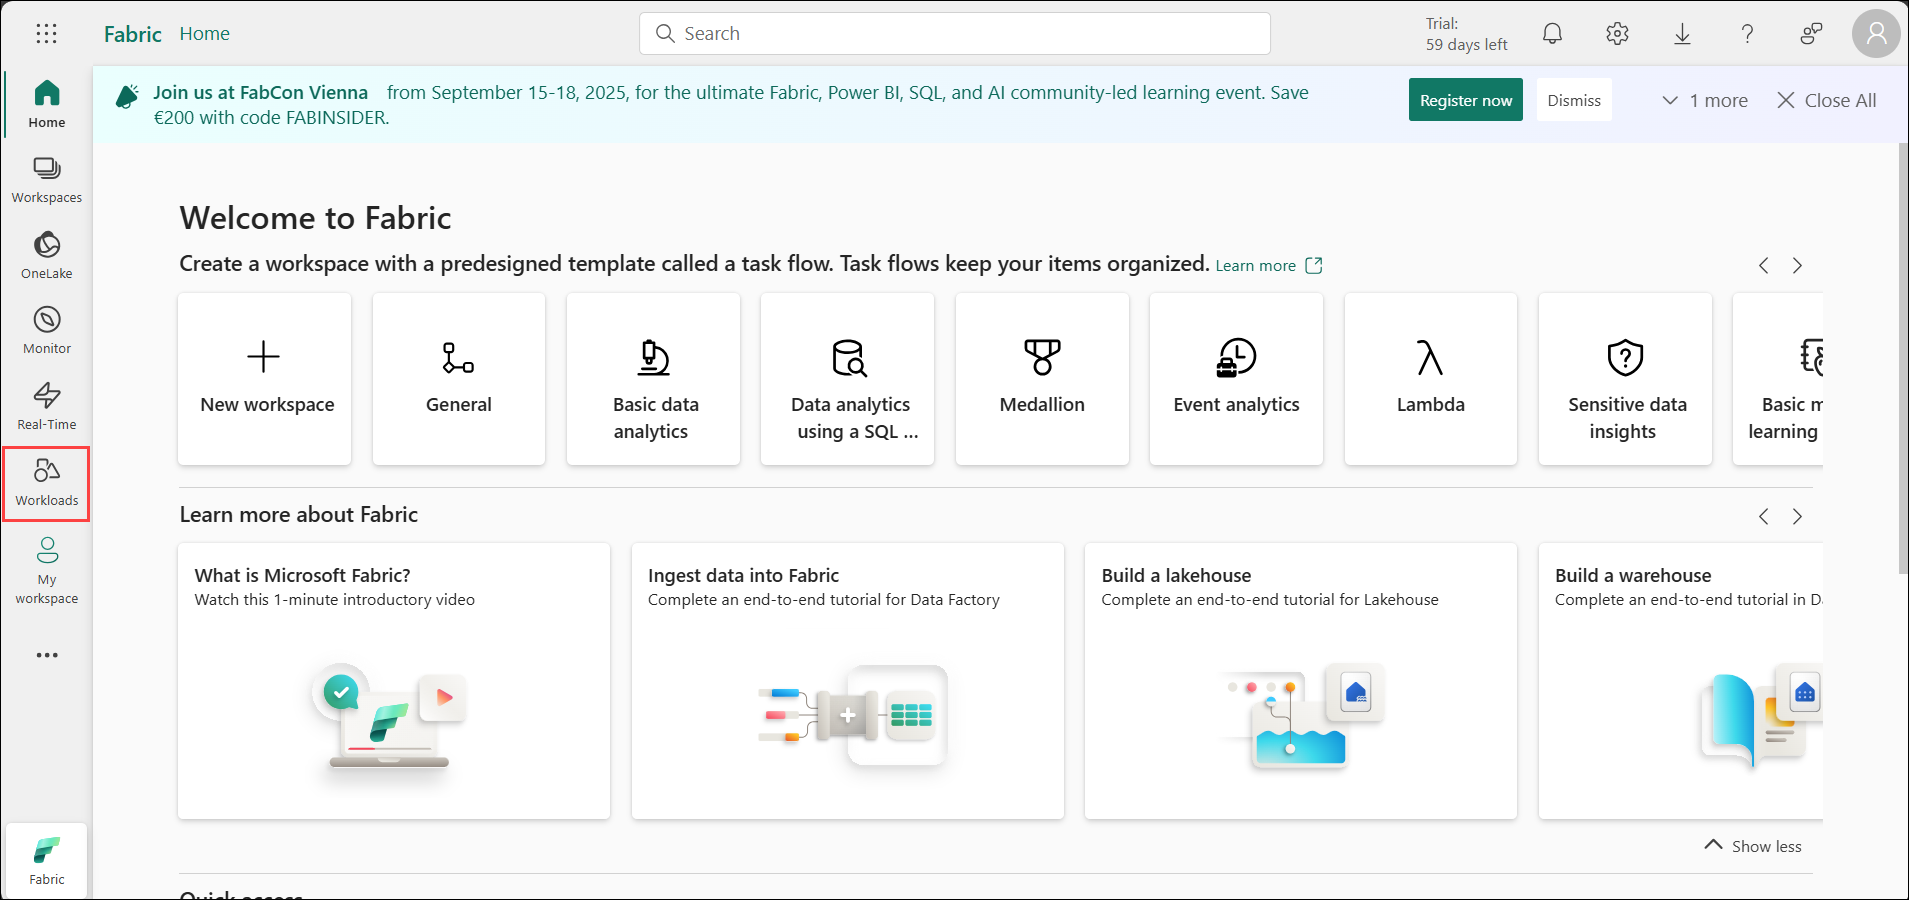 Fabric Home
Search
Trial:
59 days left
Join us at FabCon Vienna from September 15-18, 2025, for the ultimate Fabric, Power BI, SQL, and AI community-led learning event. Save
€200 with code FABINSIDER.
Register now
Dismiss
1 more
Close All
Home
Workspaces
OneLake
Monitor
Real-Time
Workloads
My
workspace
Fabric
Welcome to Fabric
Create a workspace with a predesigned template called a task flow. Task flows keep your items organized. Learn more
New workspace
General
Basic data
analytics
Data analytics
using a SQL ...
Medallion
Event analytics
Lambda
Sensitive data
insights
Basic m
learning
Learn more about Fabric
What is Microsoft Fabric?
Watch this 1-minute introductory video
Ingest data into Fabric
Complete an end-to-end tutorial for Data Factory
Build a lakehouse
Complete an end-to-end tutorial for Lakehouse
Build a warehouse
Complete an end-to-end tutorial in Da
Show less
Quick access